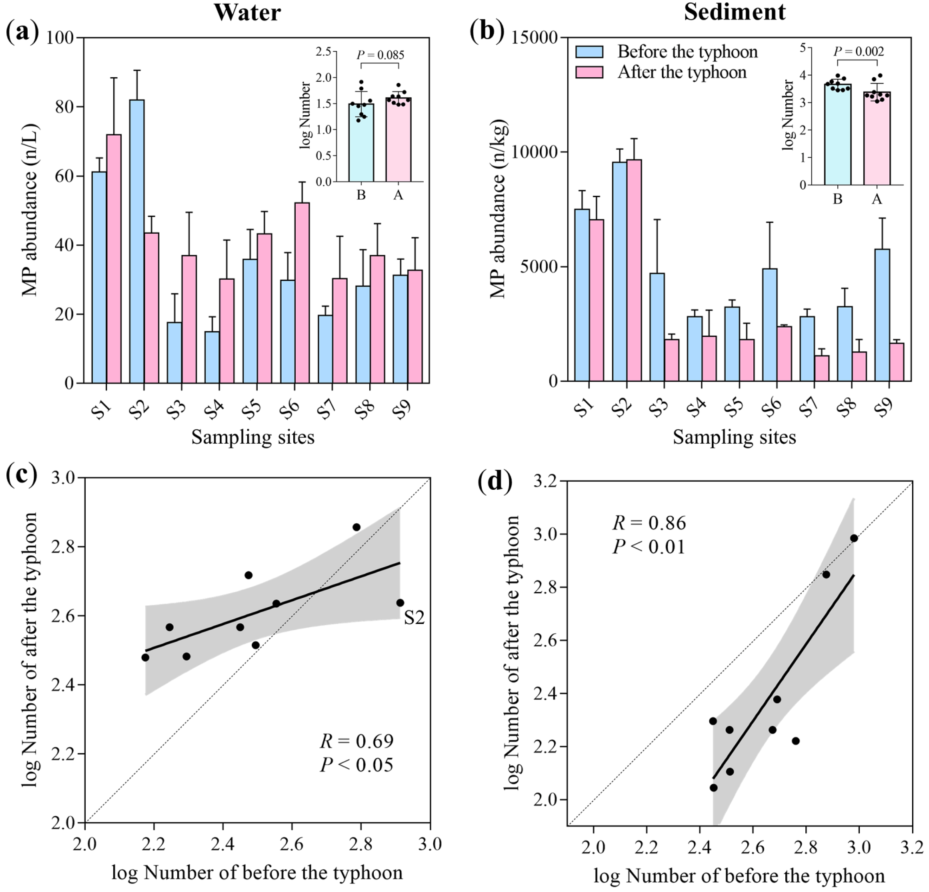 Water
Sediment
(a)
MP abundance (n/L)
100
80
60
40
20
0
S1 S2 S3 S4 S5 S6 S7 S8 S9
Sampling sites
P = 0.085
log Number
2.5
2.0
1.5
1.0
0.5
0.0
B A
(b)
MP abundance (n/kg)
15000
10000
5000
0
Before the typhoon
After the typhoon
S1 S2 S3 S4 S5 S6 S7 S8 S9
Sampling sites
P = 0.002
log Number
5
4
3
2
1
0
B A
(c)
log Number of after the typhoon
3.0
2.8
2.6
2.4
2.2
2.0
S2
R = 0.69
P < 0.05
2.0 2.2 2.4 2.6 2.8 3.0
log Number of before the typhoon
(d)
log Number of after the typhoon
3.2
3.0
2.8
2.6
2.4
2.2
2.0
R = 0.86
P < 0.01
2.0 2.2 2.4 2.6 2.8 3.0 3.2
log Number of before the typhoon